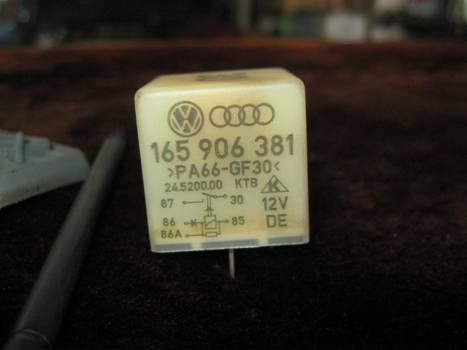 165 906 381
>PA66-GF30<
24.5200.00 KTB
87 30 12V
86 85 DE
86A